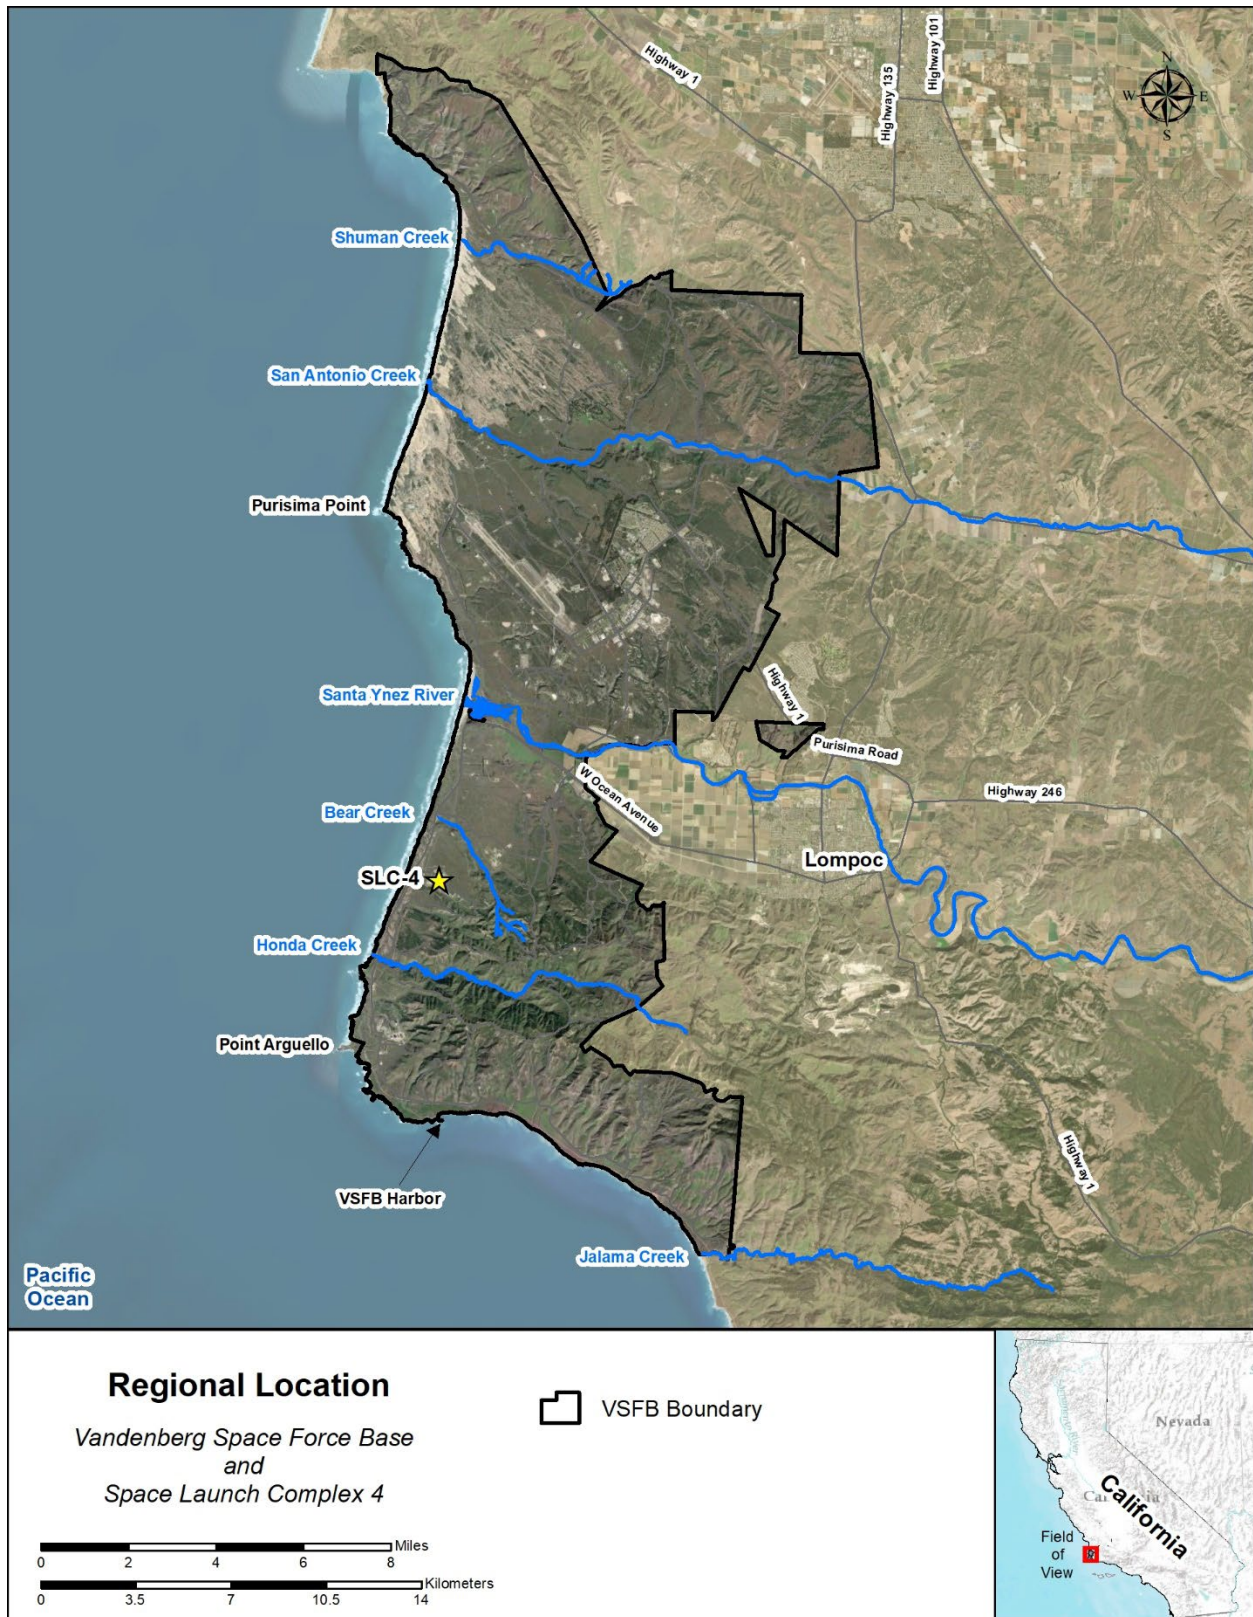 Highway 1
Highway 135
Highway 101
N
W
E
S
Shuman Creek
San Antonio Creek
Purisima Point
Santa Ynez River
Highway 1
Purisima Road
W Ocean Avenue
Highway 246
Bear Creek
Lompoc
SLC-4
Honda Creek
Point Arguello
Highway 1
VSFB Harbor
Jalama Creek
Pacific
Ocean
Regional Location
Vandenberg Space Force Base
and
Space Launch Complex 4
VSFB Boundary
Miles
0
2
4
6
8
Kilometers
0
3.5
7
10.5
14
Nevada
California
Field
of
View